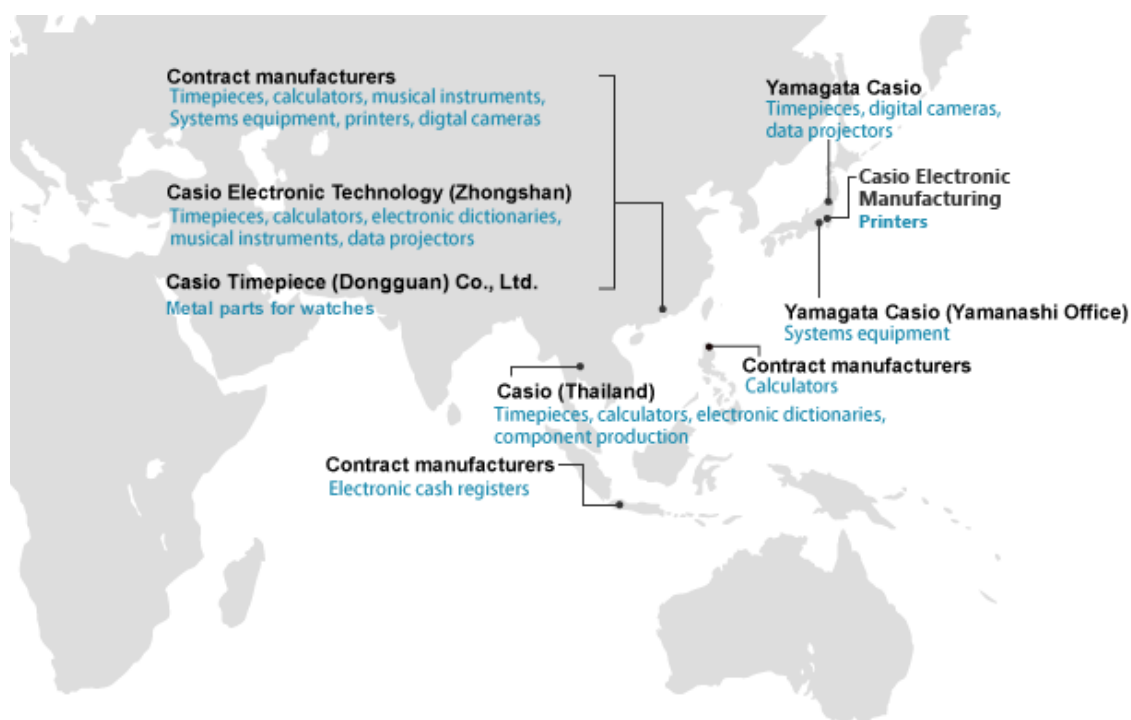 Contract manufacturers
Timepieces, calculators, musical instruments,
Systems equipment, printers, digtal cameras
Casio Electronic Technology (Zhongshan)
Timepieces, calculators, electronic dictionaries,
musical instruments, data projectors
Casio Timepiece (Dongguan) Co., Ltd.
Metal parts for watches
Yamagata Casio
Timepieces, digital cameras,
data projectors
Casio Electronic
Manufacturing
Printers
Yamagata Casio (Yamanashi Office)
Systems equipment
Contract manufacturers
Calculators
Casio (Thailand)
Timepieces, calculators, electronic dictionaries,
component production
Contract manufacturers
Electronic cash registers